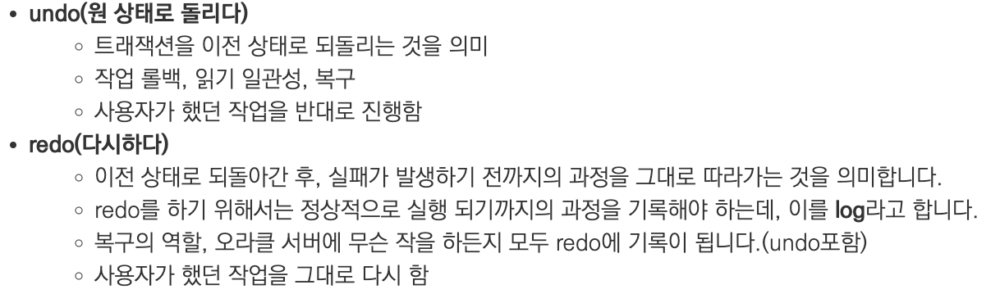 • undo(원 상태로 돌리다)
◦ 트래잭션을 이전 상태로 되돌리는 것을 의미
◦ 작업 롤백, 읽기 일관성, 복구
◦ 사용자가 했던 작업을 반대로 진행함
• redo(다시하다)
◦ 이전 상태로 되돌아간 후, 실패가 발생하기 전까지의 과정을 그대로 따라가는 것을 의미합니다.
◦ redo를 하기 위해서는 정상적으로 실행 되기까지의 과정을 기록해야 하는데, 이를 log라고 합니다.
◦ 복구의 역할, 오라클 서버에 무슨 작을 하든지 모두 redo에 기록이 됩니다.(undo포함)
◦ 사용자가 했던 작업을 그대로 다시 함